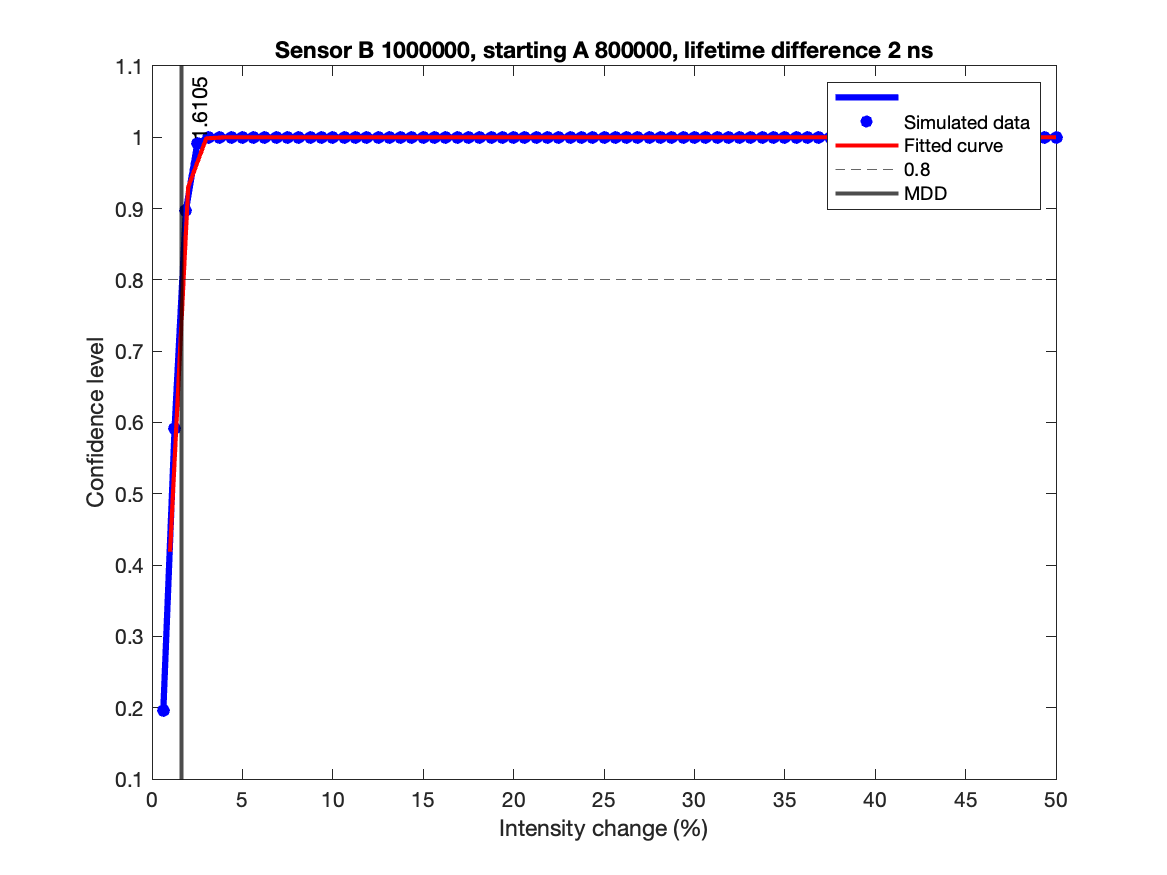 Sensor B 1000000, starting A 800000, lifetime difference 2 ns
1.1
1
0.9
0.8
0.7
0.6
0.5
0.4
0.3
0.2
0.1
Confidence level
1.6105
Simulated data
Fitted curve
0.8
MDD
0 5 10 15 20 25 30 35 40 45 50
Intensity change (%)